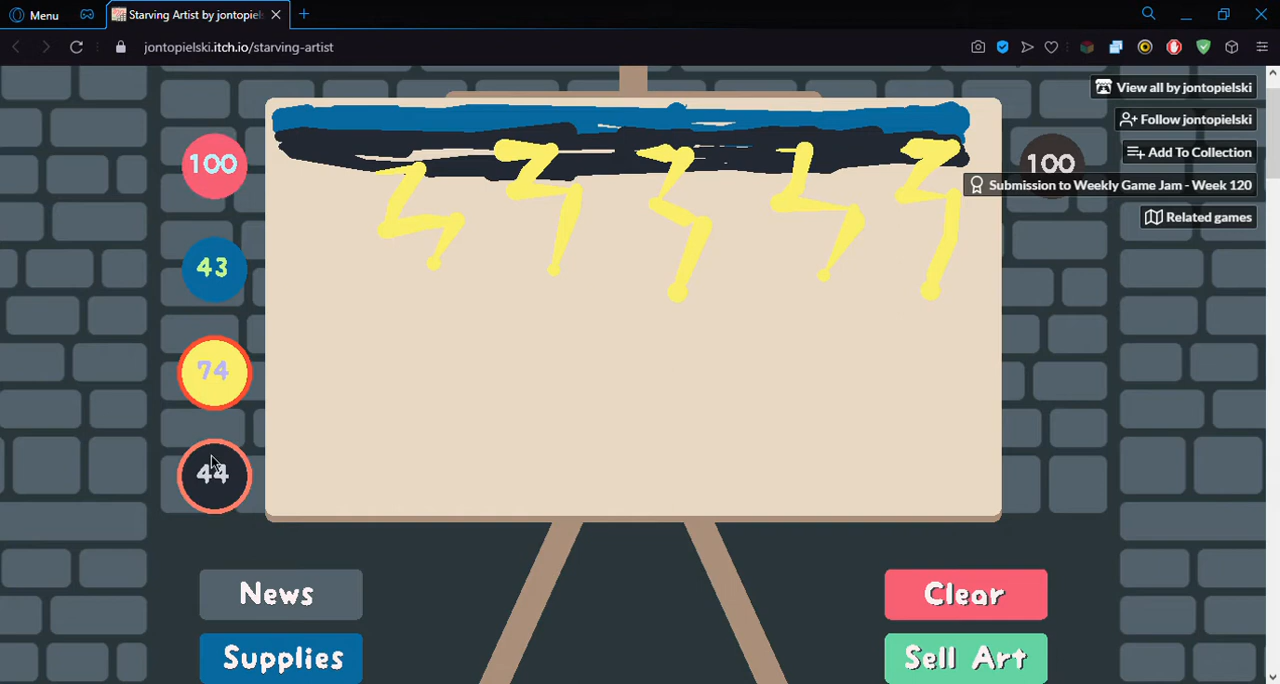 Menu
Starving Artist by jontopielsk
jontopielski.itch.io/starving-artist
View all by jontopielski
Follow jontopielski
Add To Collection
Submission to Weekly Game Jam - Week 120
Related games
100
100
43
74
44
News
Clear
Supplies
Sell Art